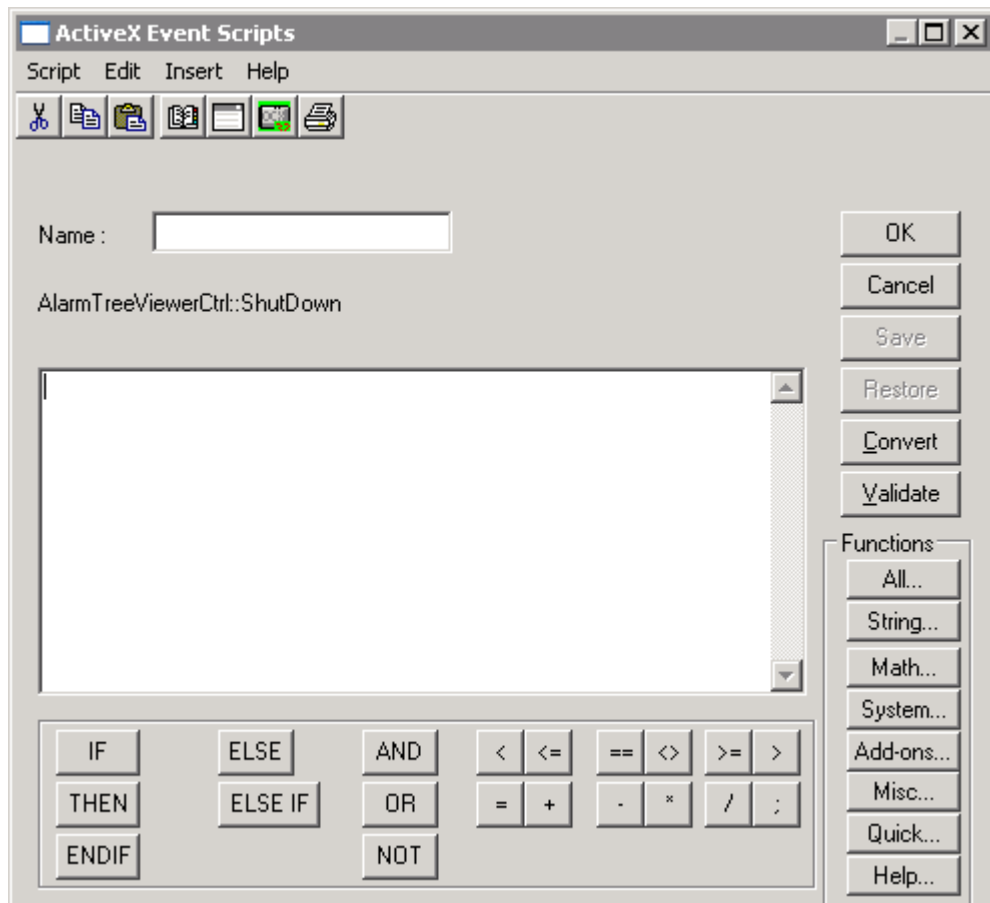 ActiveX Event Scripts
Script Edit Insert Help
Name :
OK
AlarmTreeViewerCtrl::ShutDown
Cancel
Save
Restore
Convert
Validate
Functions
All...
String...
Math...
System...
Add-ons...
Misc...
Quick...
Help...
IF ELSE AND < <= == <> >= >
THEN ELSE IF OR = + - * / ;
ENDIF NOT